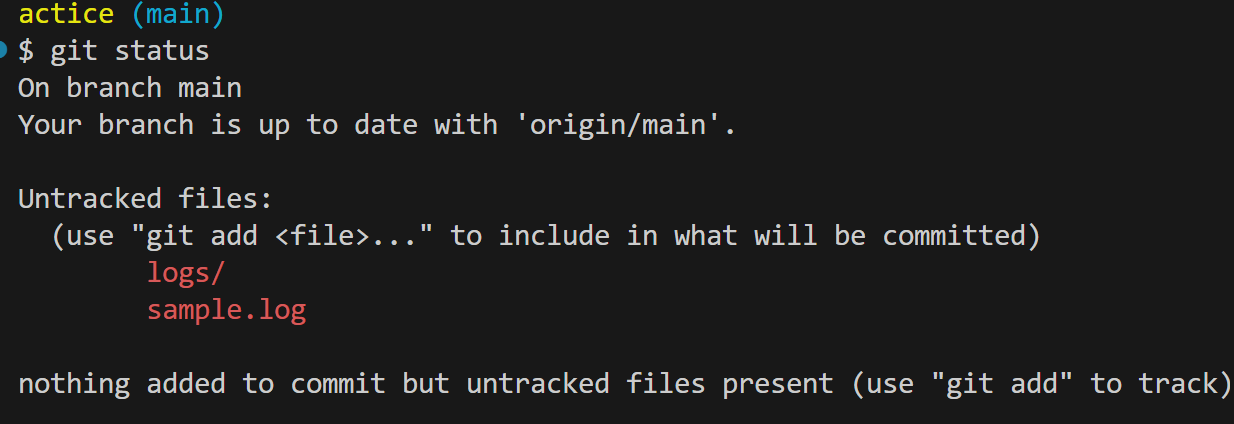 actice (main)
$ git status
On branch main
Your branch is up to date with 'origin/main'.
Untracked files:
(use "git add <file>..." to include in what will be committed)
logs/
sample.log
nothing added to commit but untracked files present (use "git add" to track)